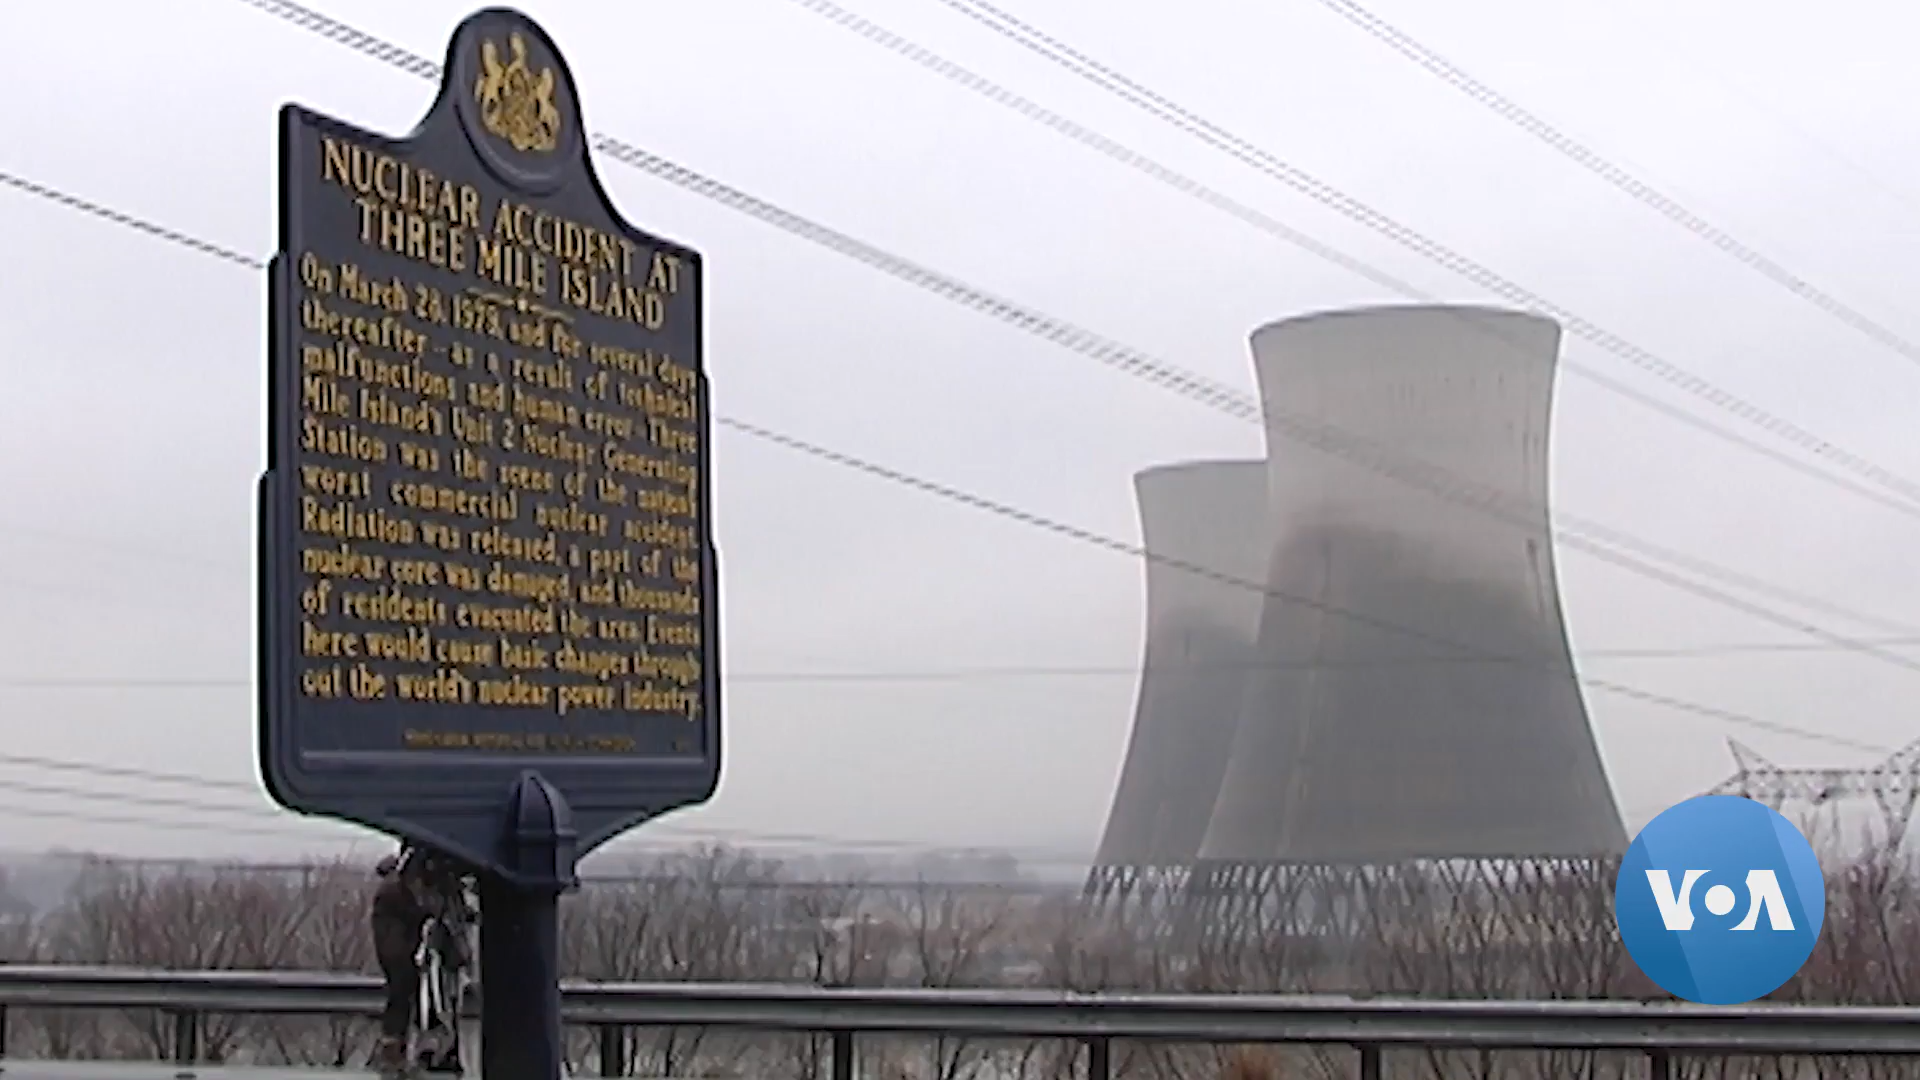 NUCLEAR ACCIDENT AT
THREE MILE ISLAND
On March 28, 1979, and for several days
thereafter - as a result of technical
malfunctions and human error - Three
Mile Island's Unit 2 Nuclear Generating
Station was the scene of the nation's
worst commercial nuclear accident.
Radiation was released, a part of the
nuclear core was damaged, and thousands
of residents evacuated the area. Events
here would cause basic changes through
out the world's nuclear power industry.
VOA